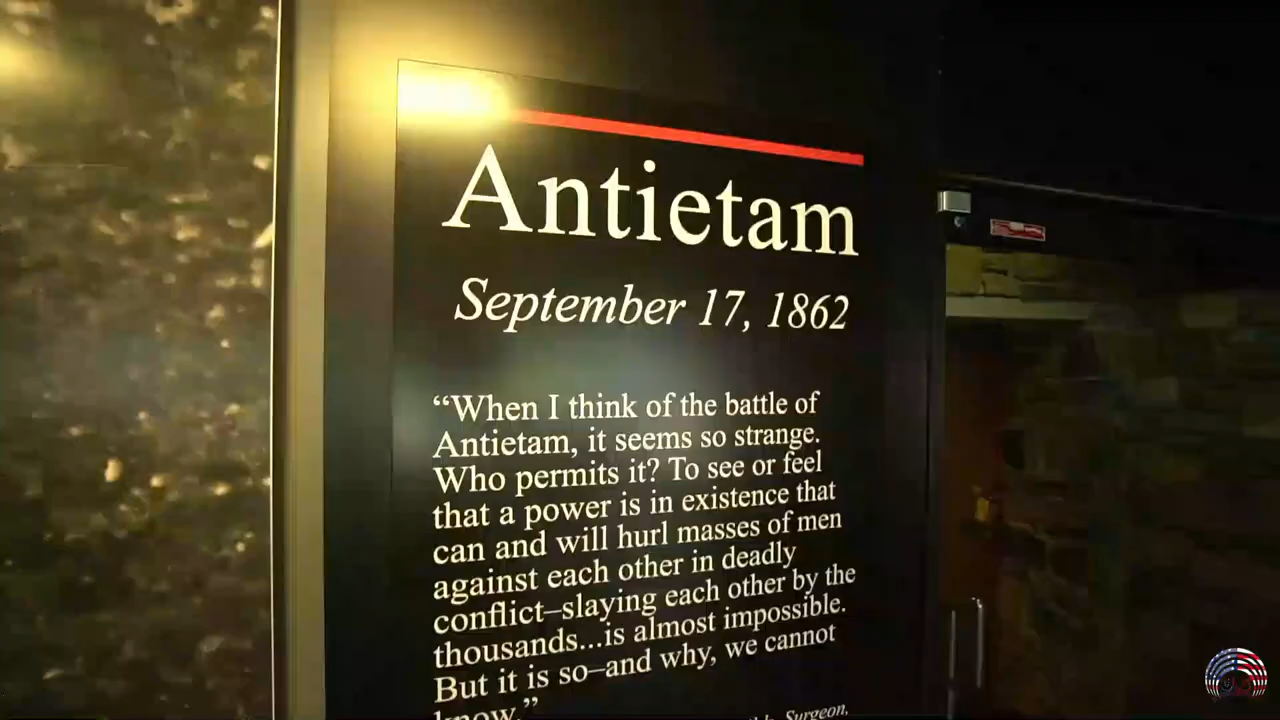 Antietam
September 17, 1862
“When I think of the battle of
Antietam, it seems so strange.
Who permits it? To see or feel
that a power is in existence that
can and will hurl masses of men
against each other in deadly
conflict–slaying each other by the
thousands...is almost impossible.
But it is so–and why, we cannot
know.”
Surgeon,